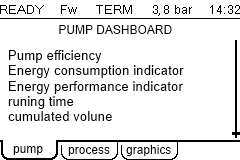 READY Fw TERM 3,8 bar 14:32
PUMP DASHBOARD
Pump efficiency
Energy consumption indicator
Energy performance indicator
runing time
cumulated volune
pump process graphics